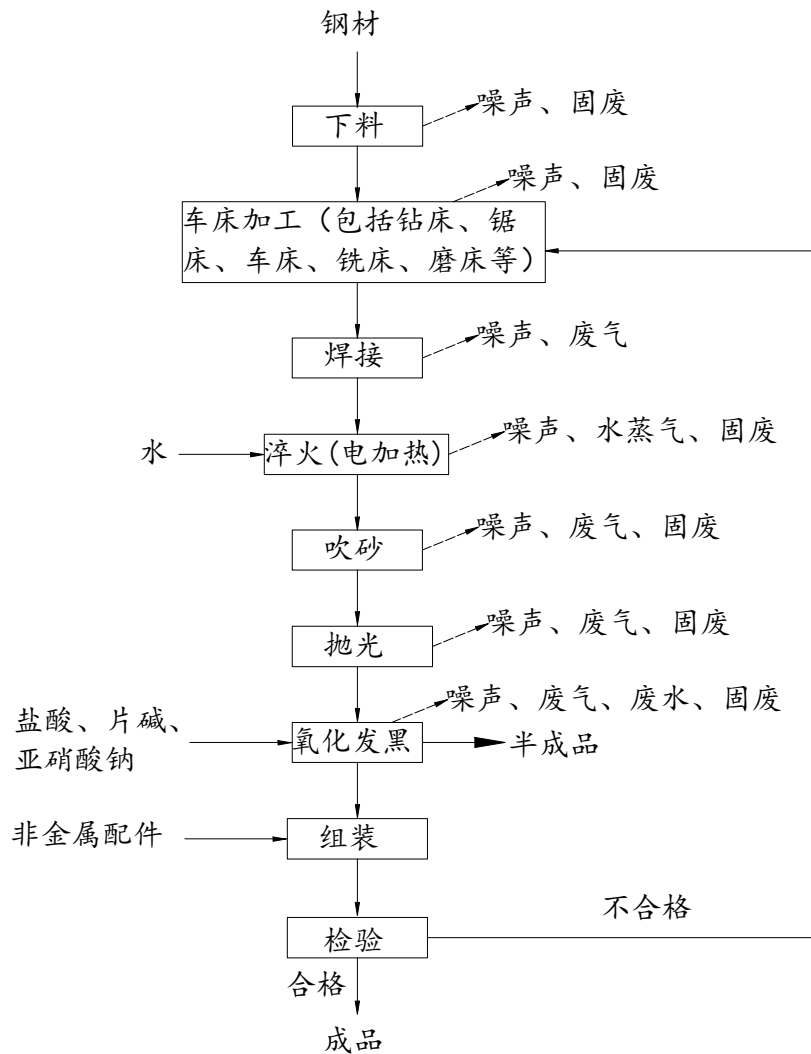 钢材
下料
噪声、固废
噪声、固废
车床加工（包括钻床、锯
床、车床、铣床、磨床等）
焊接
噪声、废气
水
淬火(电加热)
噪声、水蒸气、固废
吹砂
噪声、废气、固废
抛光
噪声、废气、固废
噪声、废气、废水、固废
盐酸、片碱、
亚硝酸钠
氧化发黑
半成品
非金属配件
组装
不合格
检验
合格
成品